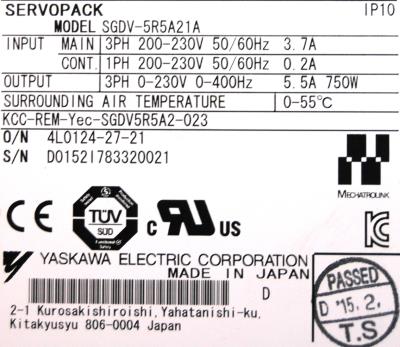 SERVOPACK IP10
MODEL SGDV-5R5A21A
INPUT MAIN 3PH 200-230V 50/60Hz 3.7A
CONT. 1PH 200-230V 50/60Hz 0.2A
OUTPUT 3PH 0-230V 0-400Hz 5.5A 750W
SURROUNDING AIR TEMPERATURE 0-55℃
KCC-REM-Yec-SGDV5R5A2-023
O/N 4L0124-27-21
S/N D0152I783320021
MECHATROLINK
CE TÜV SÜD c RU US
Functional Safety
YASKAWA ELECTRIC CORPORATION
MADE IN JAPAN
D
2-1 Kurosakishiroishi, Yahatanishi-ku,
Kitakyusyu 806-0004 Japan
PASSED
D '15.2.
T.S